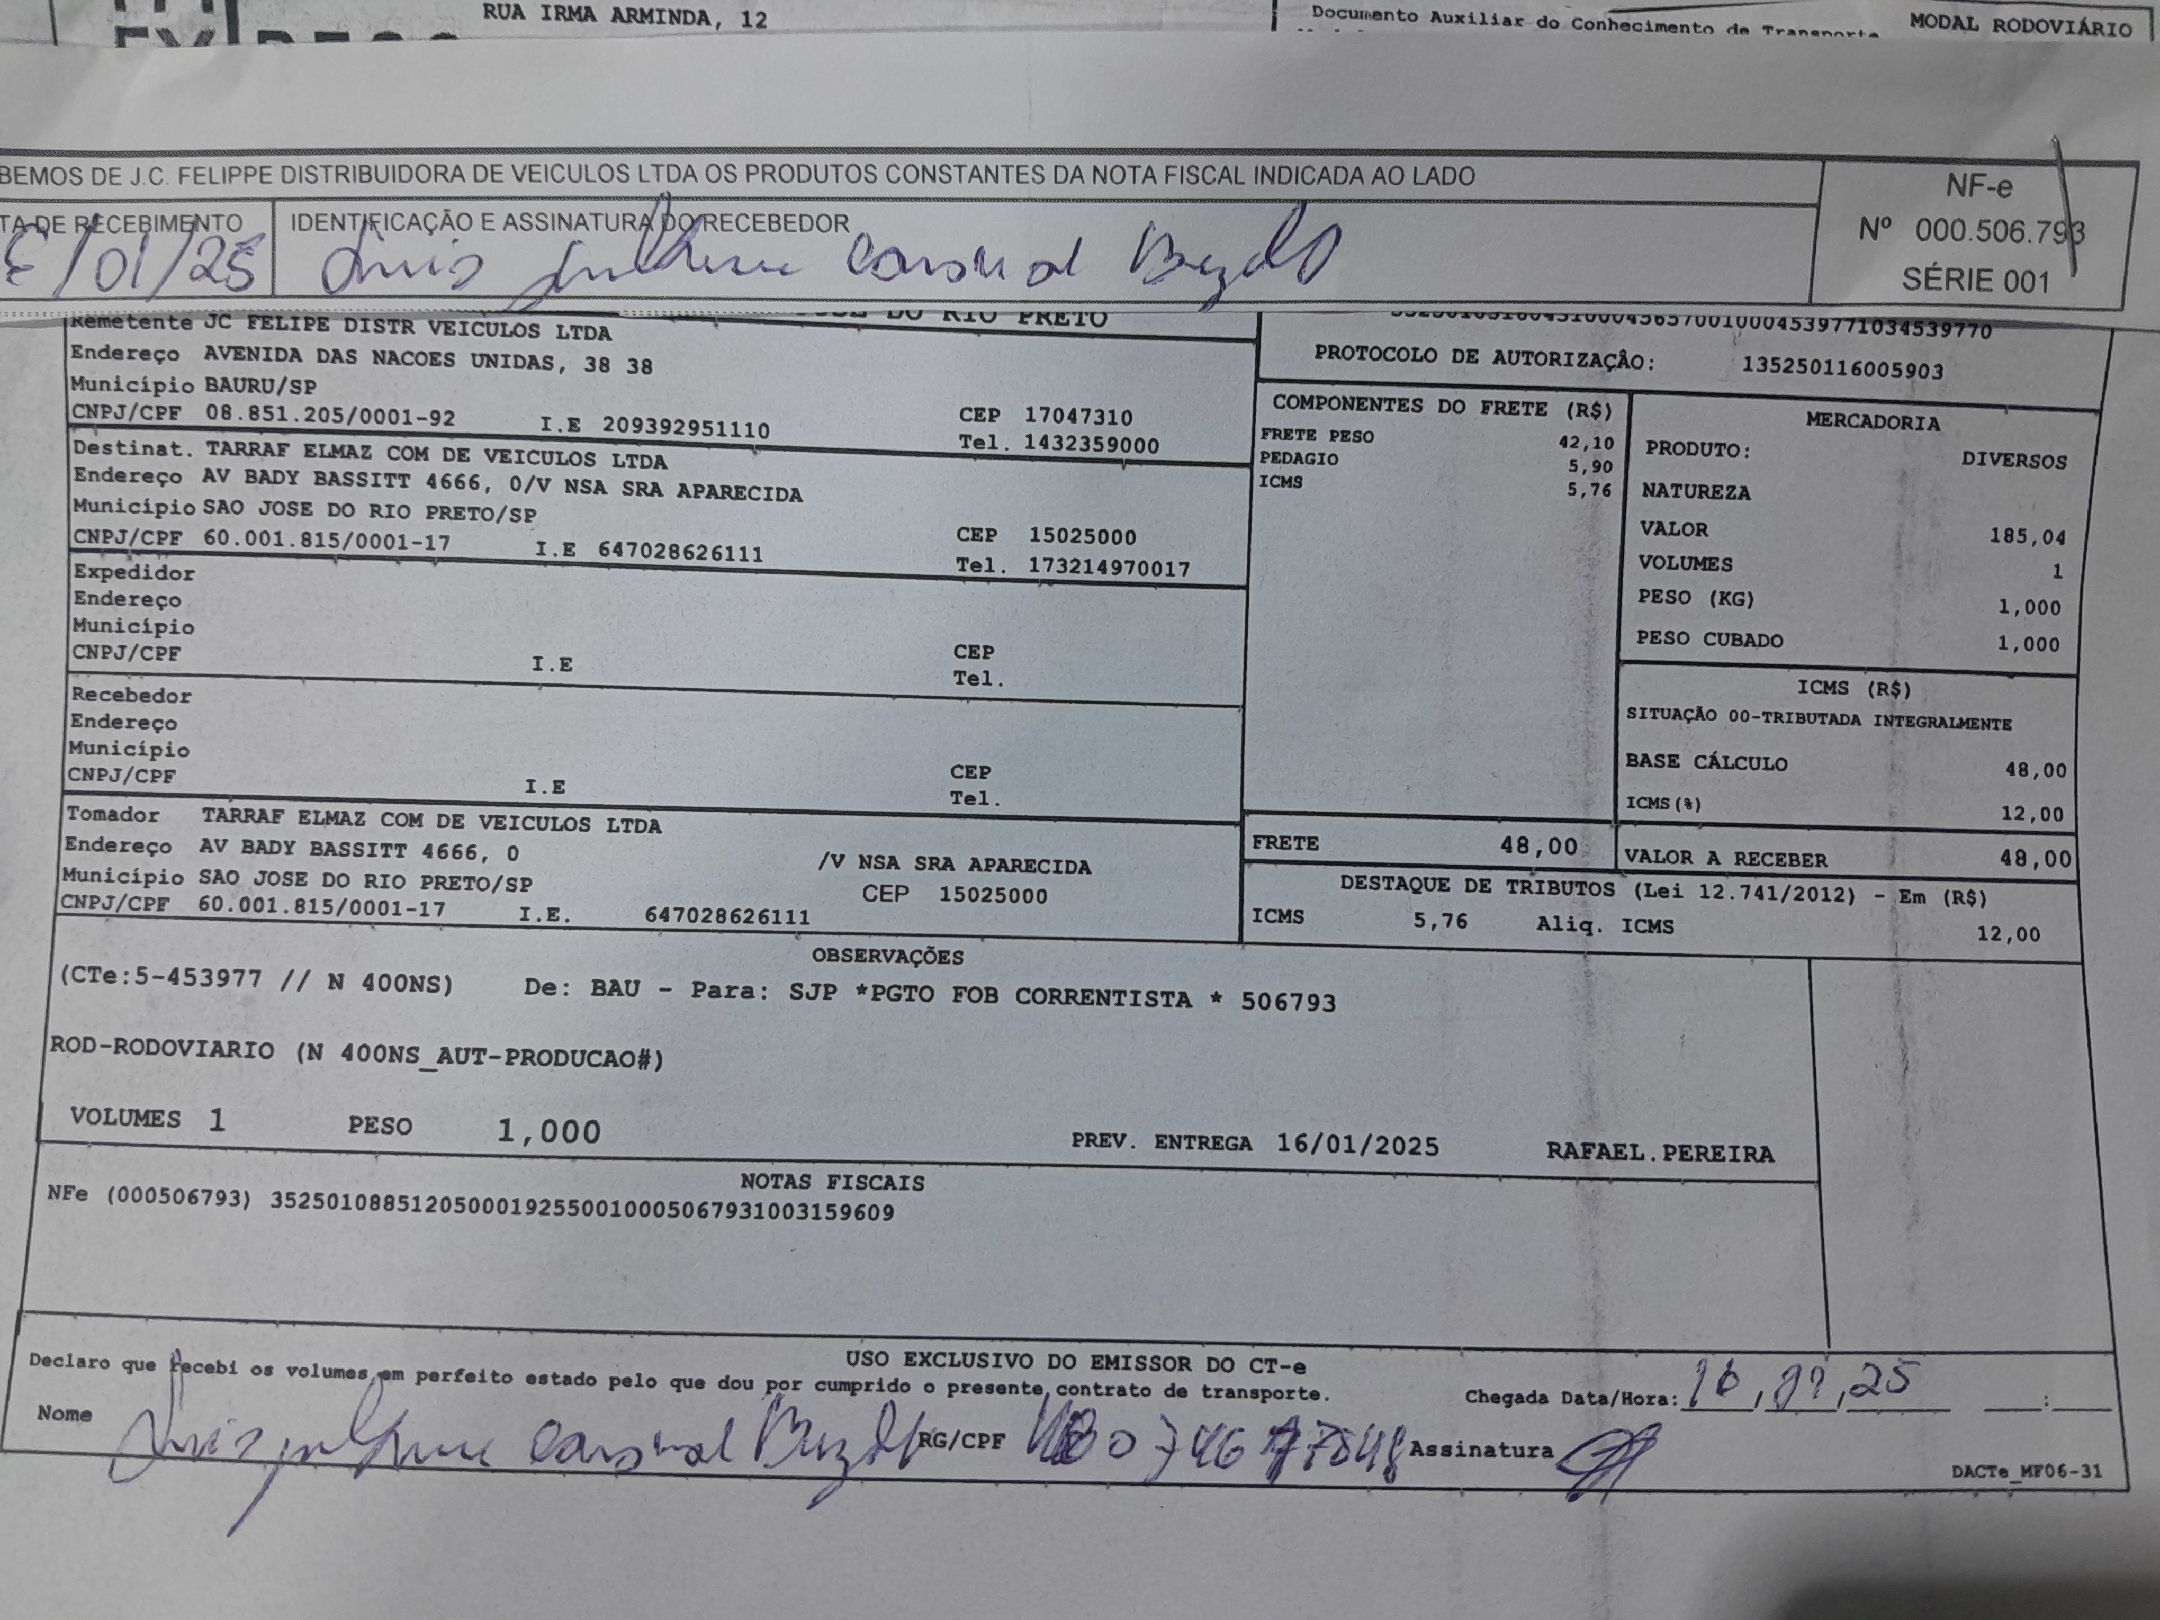 RUA IRMA ARMINDA, 12
Documento Auxiliar do Conhecimento de Transporte
MODAL RODOVIÁRIO
BEMOS DE J.C. FELIPPE DISTRIBUIDORA DE VEICULOS LTDA OS PRODUTOS CONSTANTES DA NOTA FISCAL INDICADA AO LADO
NF-e
Nº 000.506.793
SÉRIE 001
TA DE RECEBIMENTO
IDENTIFICAÇÃO E ASSINATURA DO RECEBEDOR
/01/25
JOSE DO RIO PRETO
Remetente JC FELIPE DISTR VEICULOS LTDA
Endereço AVENIDA DAS NACOES UNIDAS, 38 38
Município BAURU/SP
CNPJ/CPF 08.851.205/0001-92 I.E 209392951110 CEP 17047310
Tel. 1432359000
Destinat. TARRAF ELMAZ COM DE VEICULOS LTDA
Endereço AV BADY BASSITT 4666, 0/V NSA SRA APARECIDA
Município SAO JOSE DO RIO PRETO/SP
CNPJ/CPF 60.001.815/0001-17 I.E 647028626111 CEP 15025000
Tel. 173214970017
Expedidor
Endereço
Município
CNPJ/CPF I.E CEP
Tel.
Recebedor
Endereço
Município
CNPJ/CPF I.E CEP
Tel.
Tomador TARRAF ELMAZ COM DE VEICULOS LTDA
Endereço AV BADY BASSITT 4666, 0 /V NSA SRA APARECIDA
Município SAO JOSE DO RIO PRETO/SP CEP 15025000
CNPJ/CPF 60.001.815/0001-17 I.E. 647028626111
PROTOCOLO DE AUTORIZAÇÂO: 135250116005903
COMPONENTES DO FRETE (R$)
FRETE PESO 42,10
PEDAGIO 5,90
ICMS 5,76
FRETE 48,00
MERCADORIA
PRODUTO: DIVERSOS
NATUREZA
VALOR 185,04
VOLUMES 1
PESO (KG) 1,000
PESO CUBADO 1,000
ICMS (R$)
SITUAÇÃO 00-TRIBUTADA INTEGRALMENTE
BASE CÁLCULO 48,00
ICMS(%) 12,00
VALOR A RECEBER 48,00
DESTAQUE DE TRIBUTOS (Lei 12.741/2012) - Em (R$)
ICMS 5,76 Aliq. ICMS 12,00
OBSERVAÇÕES
(CTe:5-453977 // N 400NS) De: BAU - Para: SJP *PGTO FOB CORRENTISTA * 506793
ROD-RODOVIARIO (N 400NS_AUT-PRODUCAO#)
VOLUMES 1 PESO 1,000 PREV. ENTREGA 16/01/2025 RAFAEL.PEREIRA
NOTAS FISCAIS
NFe (000506793) 35250108851205000192550010005067931003159609
USO EXCLUSIVO DO EMISSOR DO CT-e
Declaro que recebi os volumes em perfeito estado pelo que dou por cumprido o presente contrato de transporte.
Chegada Data/Hora: 16,01,25 :
Nome RG/CPF Assinatura
DACTe_MF06-31